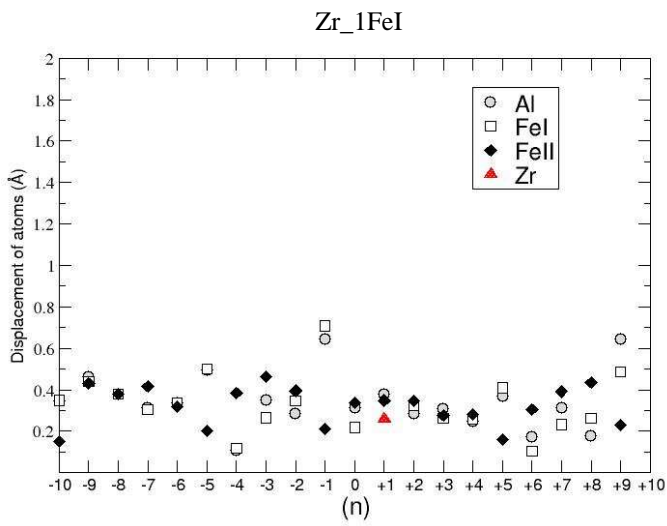 Zr_1FeI
2
1.8
1.6
1.4
1.2
1
0.8
0.6
0.4
0.2
Displacement of atoms (Å)
Al
FeI
FeII
Zr
-10 -9 -8 -7 -6 -5 -4 -3 -2 -1 0 +1 +2 +3 +4 +5 +6 +7 +8 +9 +10
(n)